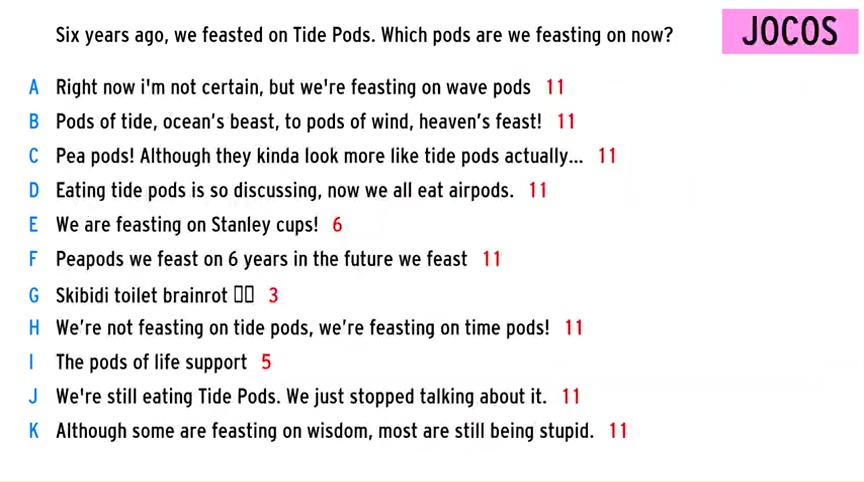 Six years ago, we feasted on Tide Pods. Which pods are we feasting on now?
JOCOS
A Right now i'm not certain, but we're feasting on wave pods 11
B Pods of tide, ocean's beast, to pods of wind, heaven's feast! 11
C Pea pods! Although they kinda look more like tide pods actually... 11
D Eating tide pods is so discussing, now we all eat airpods. 11
E We are feasting on Stanley cups! 6
F Peapods we feast on 6 years in the future we feast 11
G Skibidi toilet brainrot 🀆🀆 3
H We're not feasting on tide pods, we're feasting on time pods! 11
I The pods of life support 5
J We're still eating Tide Pods. We just stopped talking about it. 11
K Although some are feasting on wisdom, most are still being stupid. 11